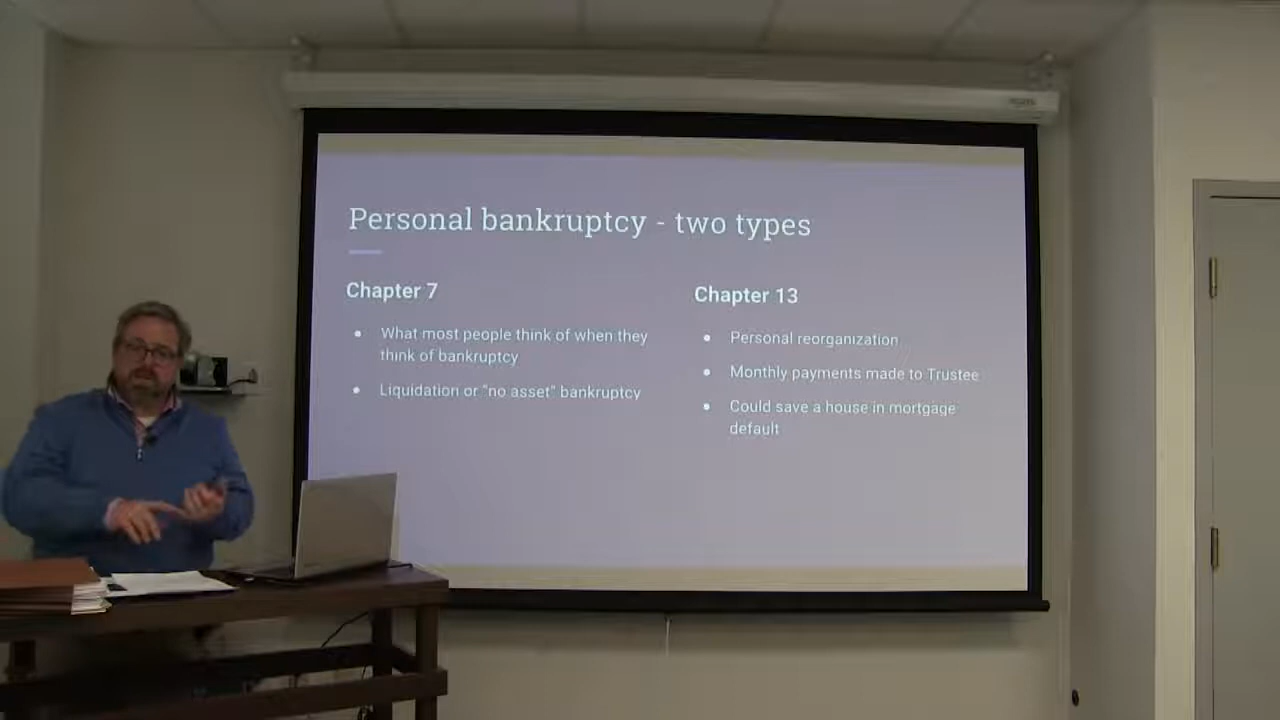 Personal bankruptcy - two types
Chapter 7
• What most people think of when they
think of bankruptcy
• Liquidation or "no asset" bankruptcy
Chapter 13
• Personal reorganization
• Monthly payments made to Trustee
• Could save a house in mortgage
default